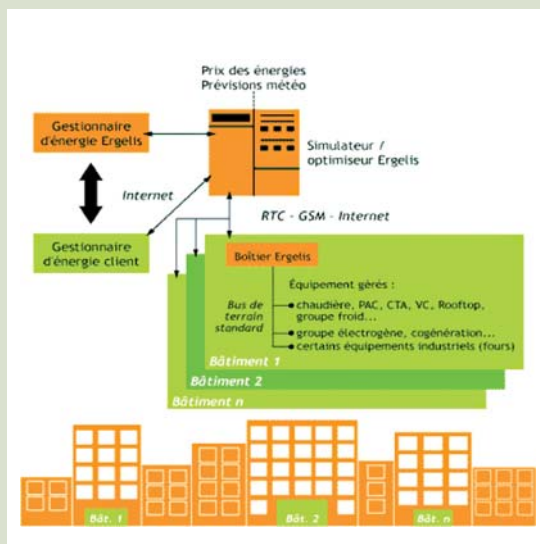 Prix des énergies
Prévisions météo
Gestionnaire
d'énergie Ergelis
Simulateur /
optimiseur Ergelis
Internet
RTC - GSM - Internet
Gestionnaire
d'énergie client
Boîtier Ergelis
Équipement gérés :
Bus de
terrain
standard
chaudière, PAC, CTA, VC, Rooftop,
groupe froid...
groupe électrogène, cogénération...
certains équipements industriels (fours)
Bâtiment 1
Bâtiment 2
Bâtiment n
Bât. 1
Bât. 2
Bât. n